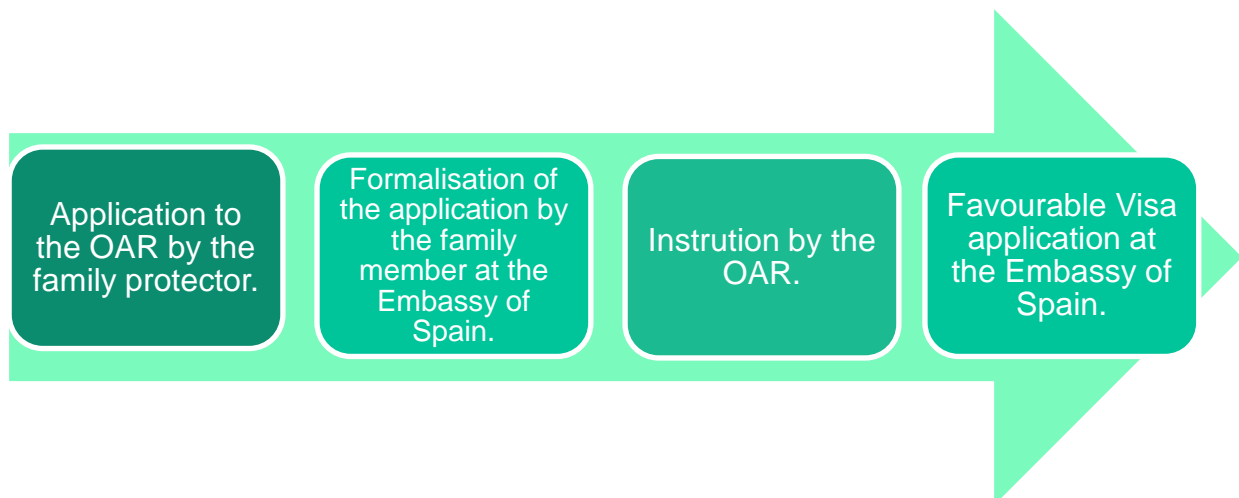 Application to
the OAR by the
family protector.
Formalisation of
the application by
the family
member at the
Embassy of
Spain.
Instrution by the
OAR.
Favourable Visa
application at
the Embassy of
Spain.